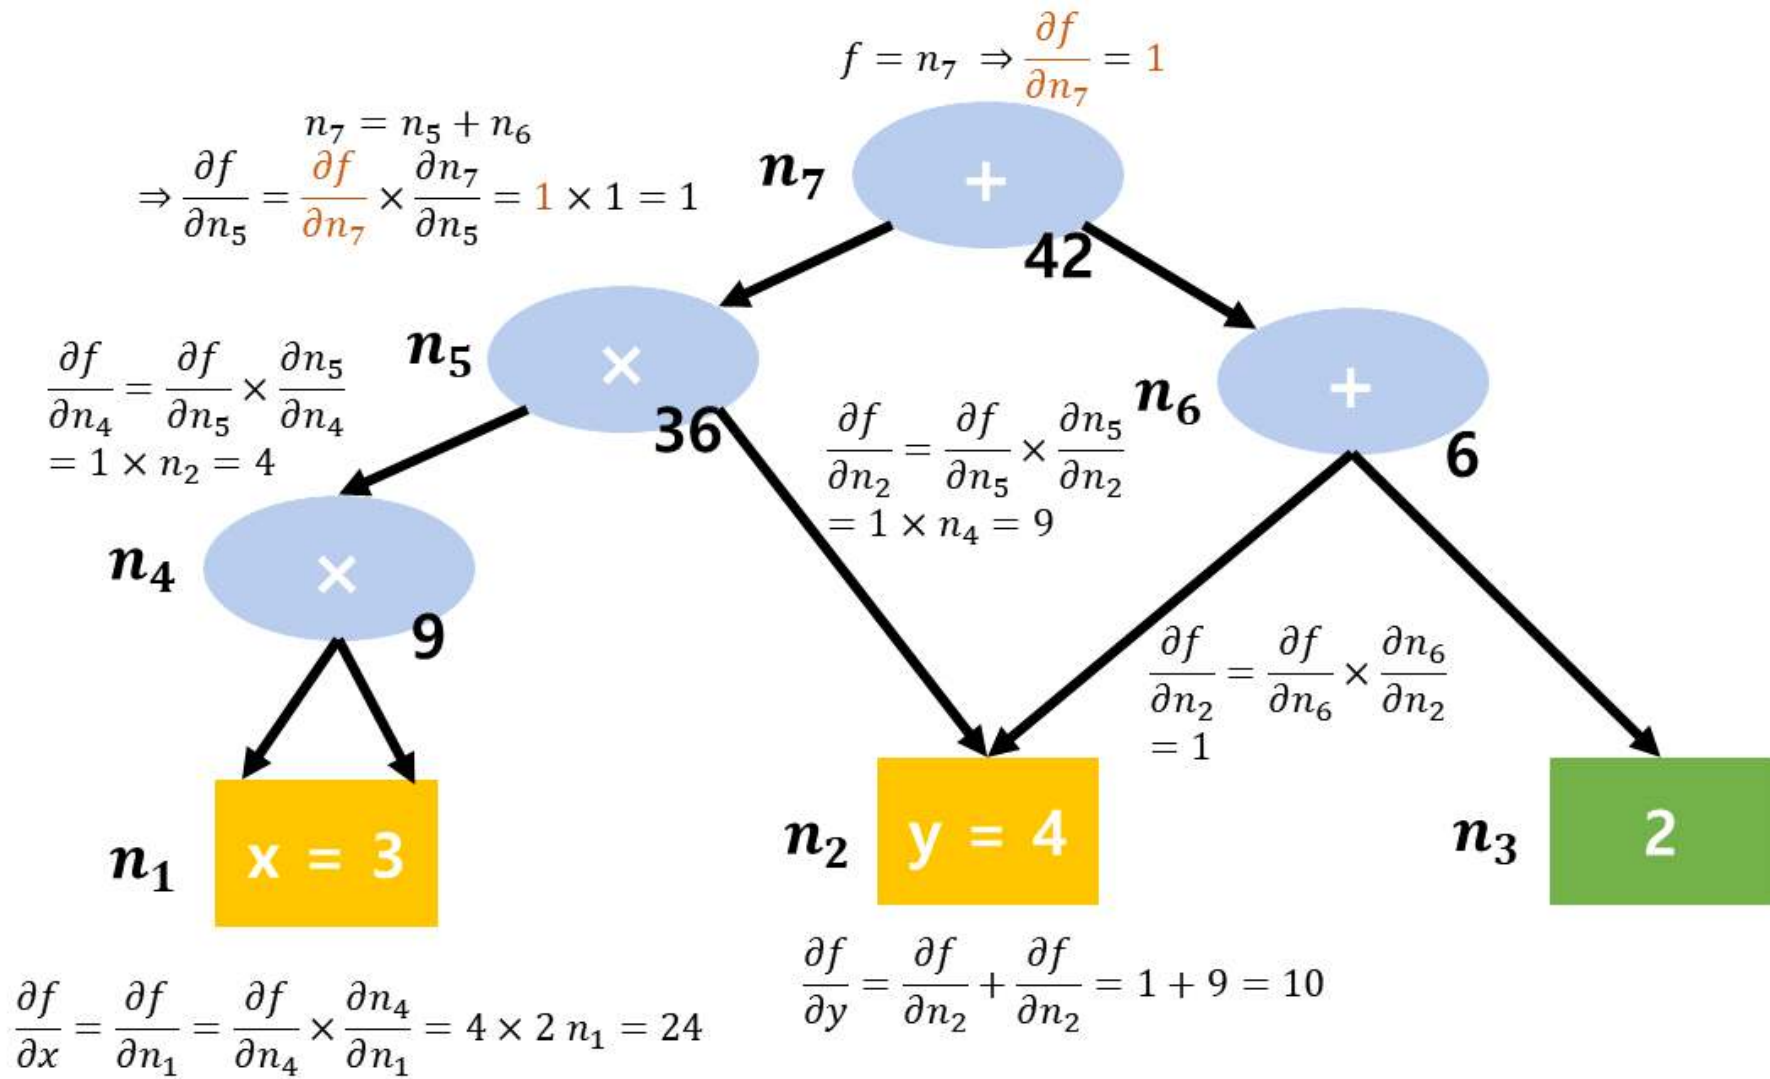 f = n₇ ⇒ ∂f/∂n₇ = 1
n₇ = n₅ + n₆
⇒ ∂f/∂n₅ = ∂f/∂n₇ × ∂n₇/∂n₅ = 1 × 1 = 1
n₇
+
42
∂f/∂n₄ = ∂f/∂n₅ × ∂n₅/∂n₄
= 1 × n₂ = 4
n₅
×
36
∂f/∂n₂ = ∂f/∂n₅ × ∂n₅/∂n₂
= 1 × n₄ = 9
n₆
+
6
n₄
×
9
∂f/∂n₂ = ∂f/∂n₆ × ∂n₆/∂n₂
= 1
n₁
x = 3
n₂
y = 4
n₃
2
∂f/∂x = ∂f/∂n₁ = ∂f/∂n₄ × ∂n₄/∂n₁ = 4 × 2 n₁ = 24
∂f/∂y = ∂f/∂n₂ + ∂f/∂n₂ = 1 + 9 = 10